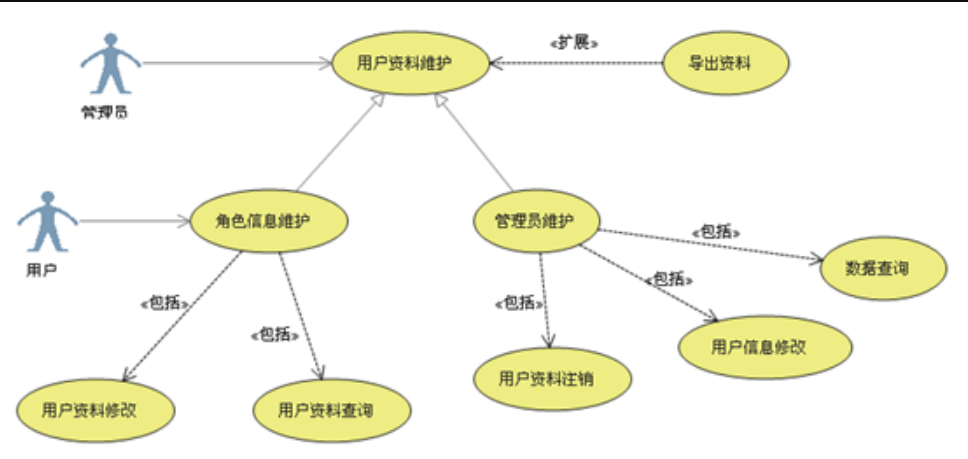 «扩展»
用户资料维护
导出资料
管理员
角色信息维护
管理员维护
«包括»
数据查询
用户
«包括»
«包括»
«包括»
«包括»
用户信息修改
用户资料注销
用户资料修改
用户资料查询